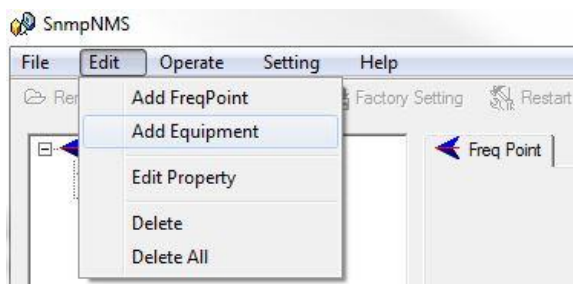 SnmpNMS
File Edit Operate Setting Help
Factory Setting Restart
Add FreqPoint
Add Equipment
Freq Point
Edit Property
Delete
Delete All